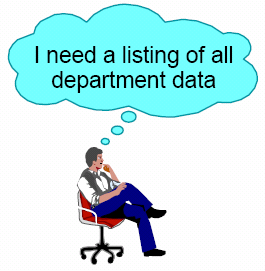 I need a listing of all
department data